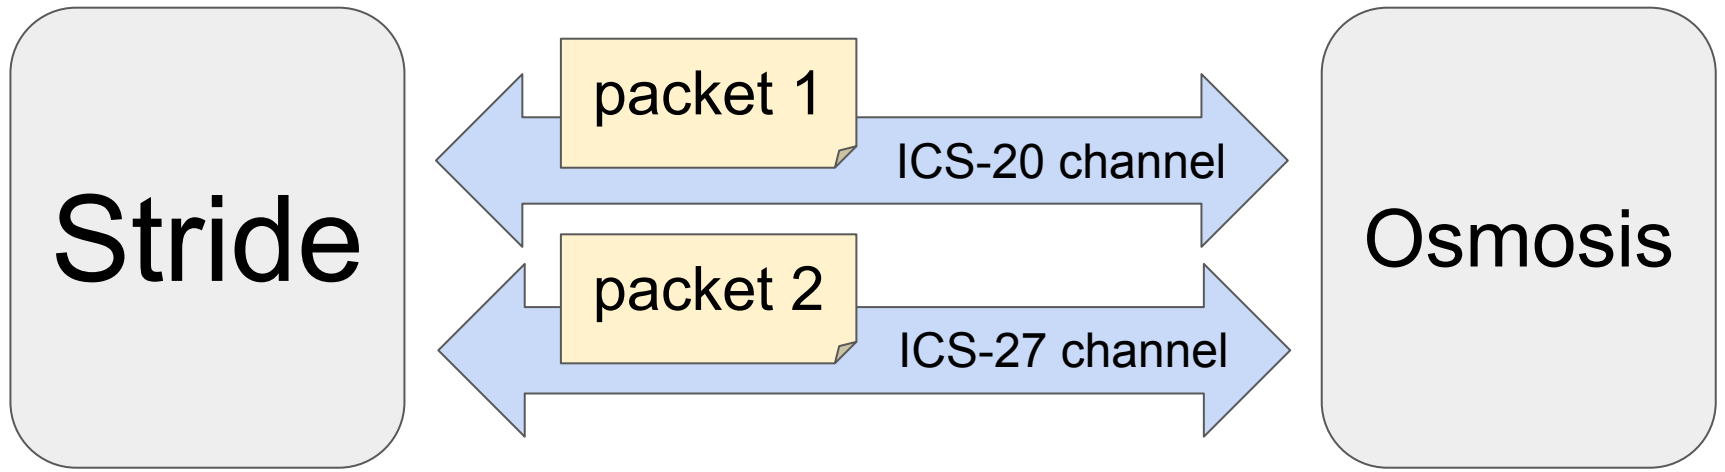 Stride
packet 1
ICS-20 channel
packet 2
ICS-27 channel
Osmosis